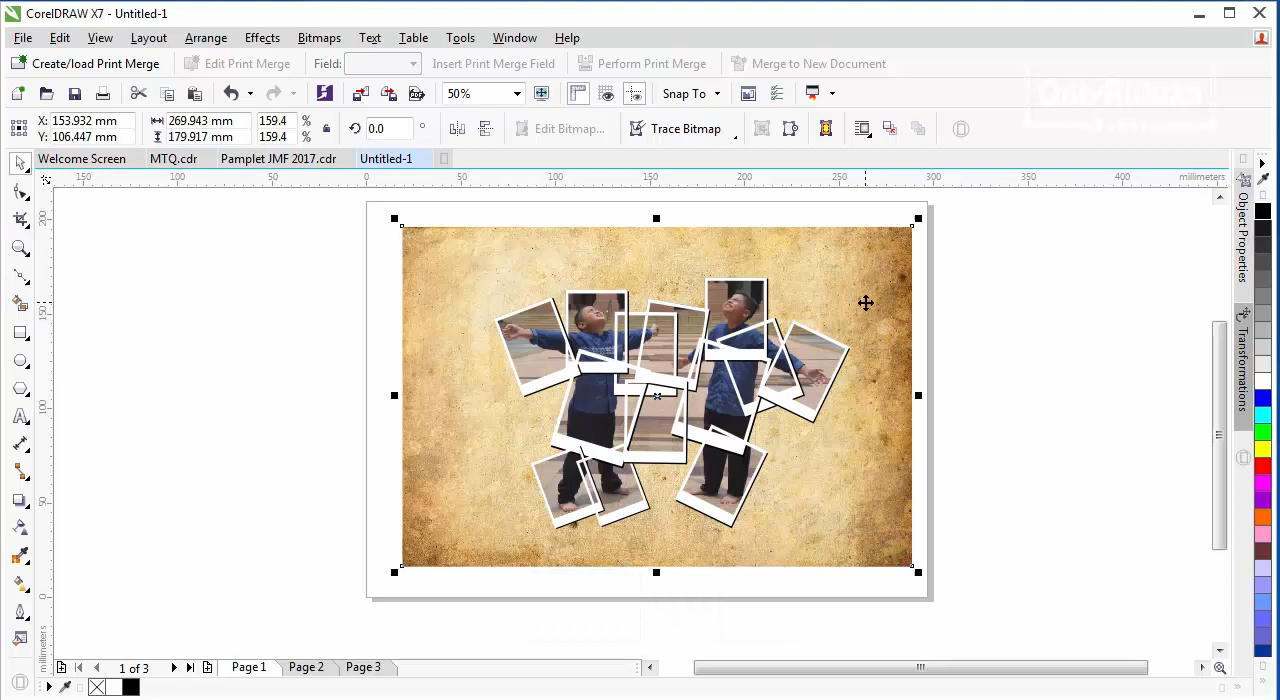 CorelDRAW X7 - Untitled-1
File Edit View Layout Arrange Effects Bitmaps Text Table Tools Window Help
Create/load Print Merge Edit Print Merge Field: Insert Print Merge Field Perform Print Merge Merge to New Document
50% Snap To
X: 153.932 mm 269.943 mm 159.4 % 0.0 ° Edit Bitmap... Trace Bitmap
Y: 106.447 mm 179.917 mm 159.4 %
Welcome Screen MTQ.cdr Pamplet JMF 2017.cdr Untitled-1
150 100 50 0 50 100 150 200 250 300 350 400 millimeters
200
150
100
50
0
millimeters
Object Properties
Transformations
1 of 3 Page 1 Page 2 Page 3